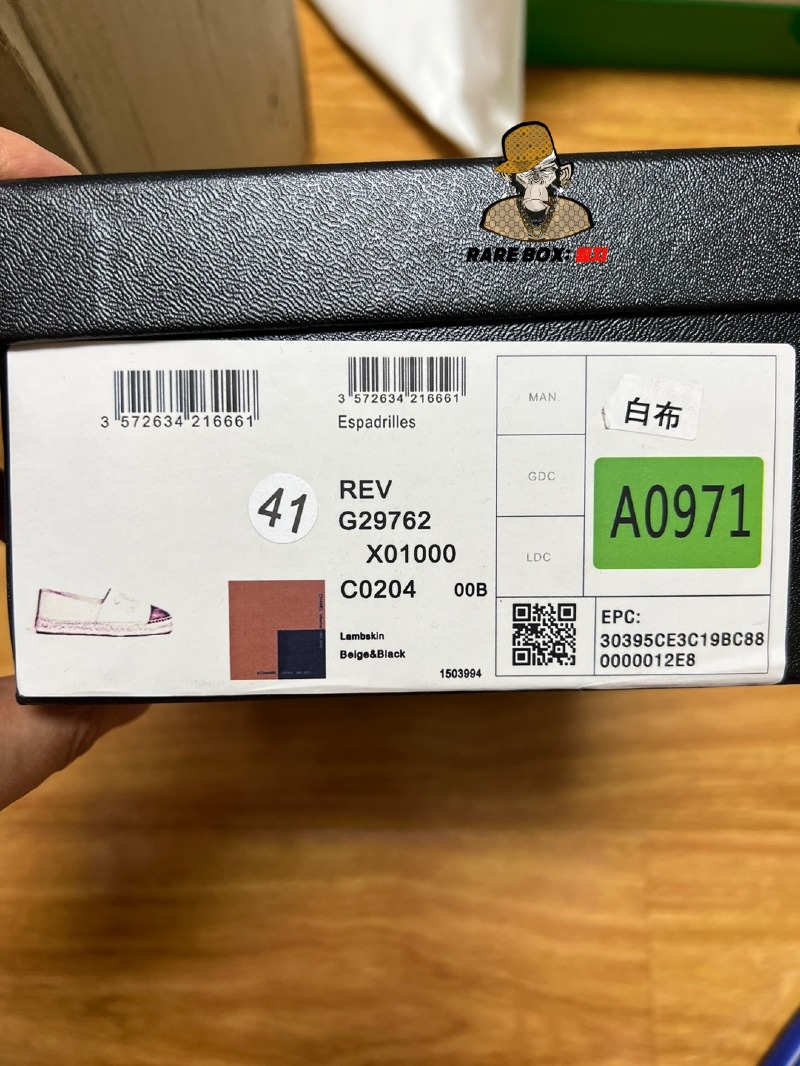 RARE BOX:
3 572634 216661
3 572634 216661
Espadrilles
41
REV
G29762
X01000
C0204 00B
Lambskin
Beige&Black
1503994
MAN.
GDC
LDC
白布
A0971
EPC:
30395CE3C19BC88
0000012E8